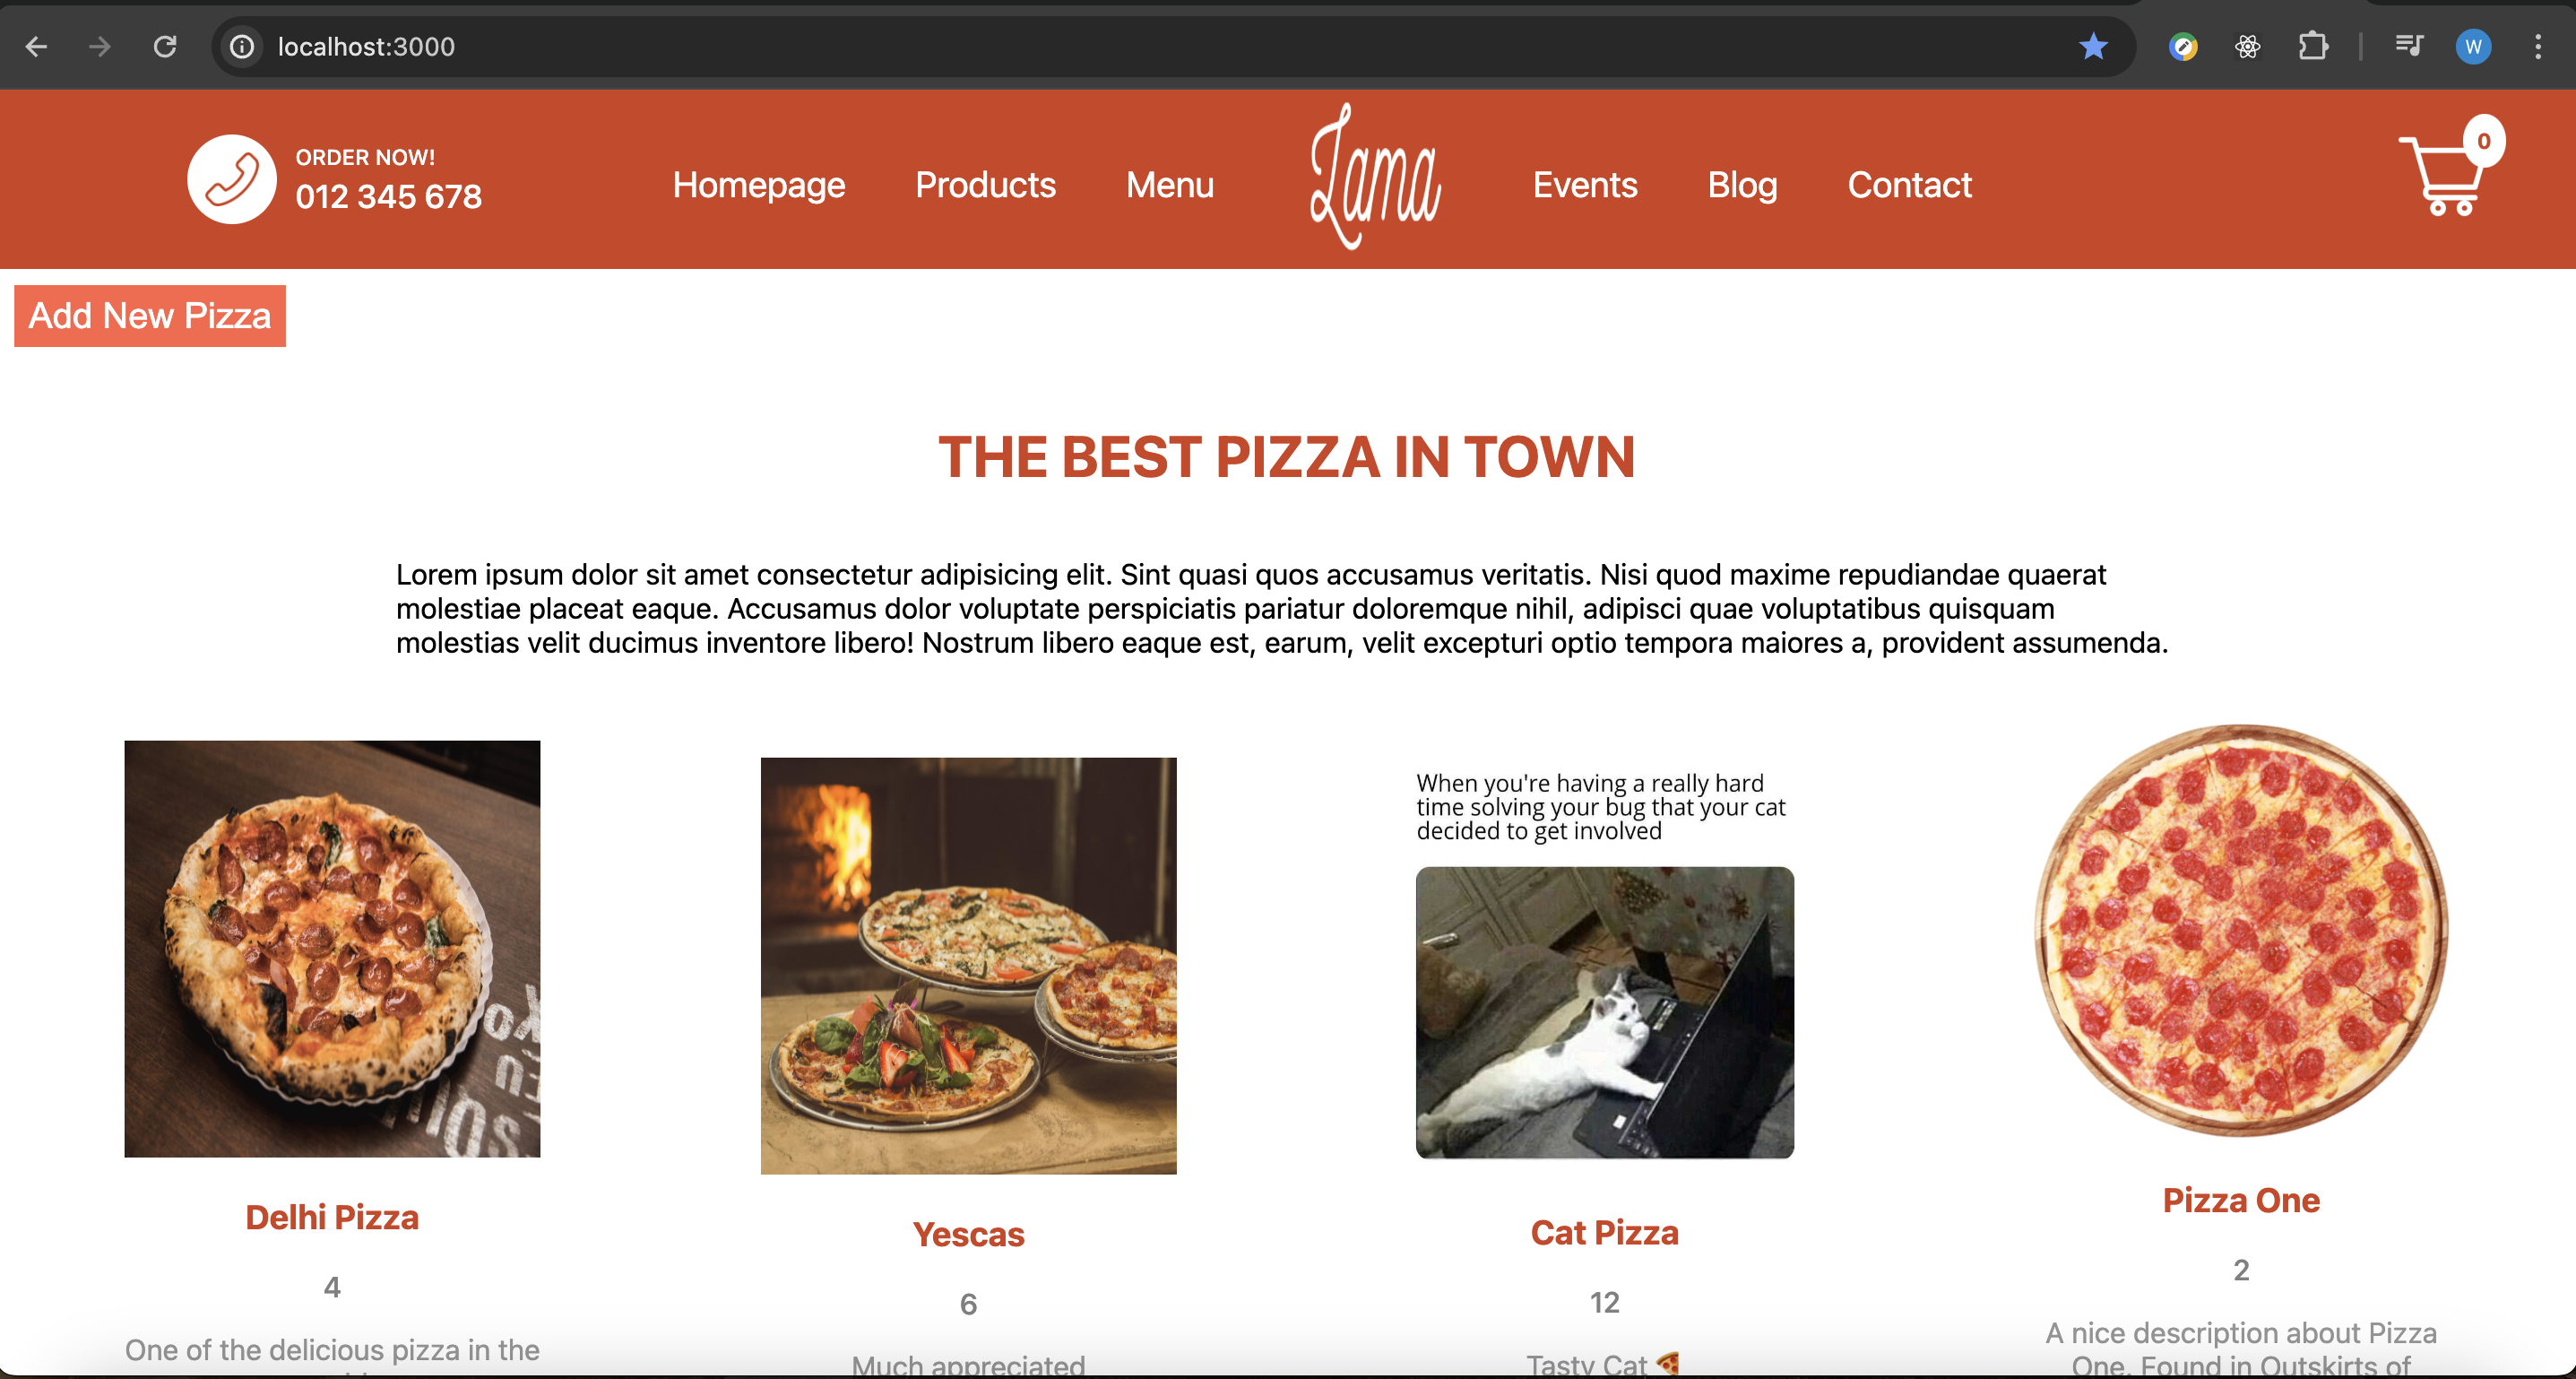 localhost:3000
W
ORDER NOW!
012 345 678
Homepage Products Menu Lama Events Blog Contact
0
Add New Pizza
THE BEST PIZZA IN TOWN
Lorem ipsum dolor sit amet consectetur adipisicing elit. Sint quasi quos accusamus veritatis. Nisi quod maxime repudiandae quaerat
molestiae placeat eaque. Accusamus dolor voluptate perspiciatis pariatur doloremque nihil, adipisci quae voluptatibus quisquam
molestias velit ducimus inventore libero! Nostrum libero eaque est, earum, velit excepturi optio tempora maiores a, provident assumenda.
When you're having a really hard
time solving your bug that your cat
decided to get involved
Delhi Pizza
4
One of the delicious pizza in the
Yescas
6
Much appreciated
Cat Pizza
12
Tasty Cat 🍕
Pizza One
2
A nice description about Pizza
One. Found in Outskirts of